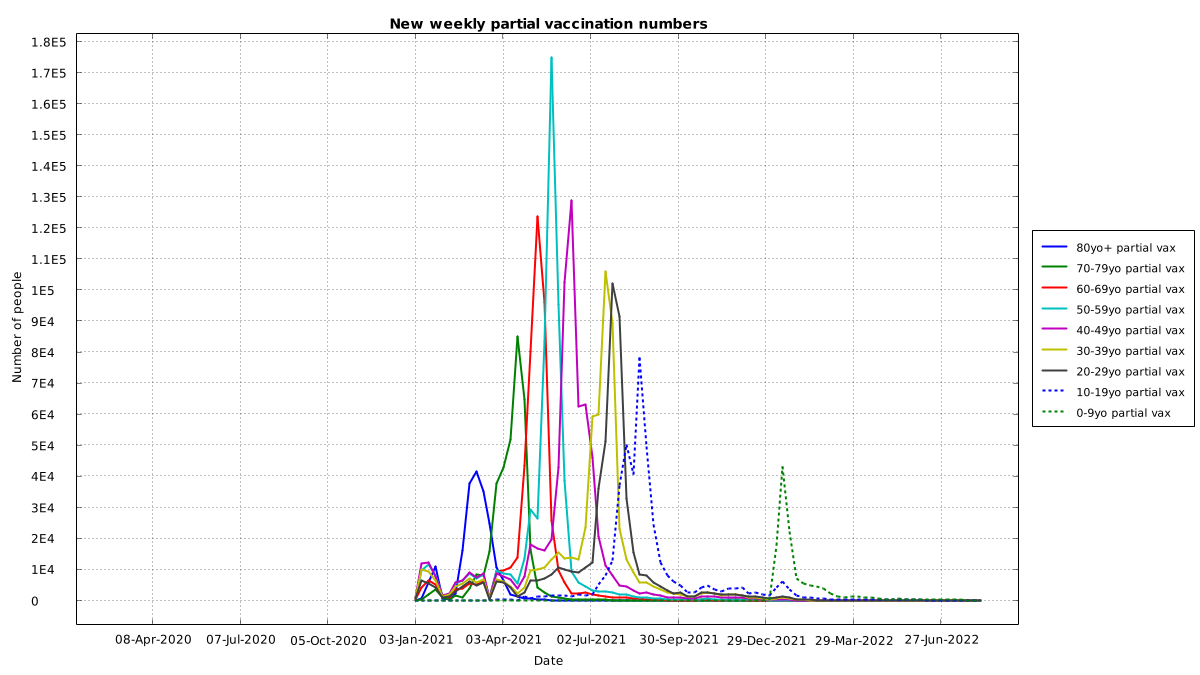 New weekly partial vaccination numbers
1.8E5
1.7E5
1.6E5
1.5E5
1.4E5
1.3E5
1.2E5
1.1E5
1E5
9E4
8E4
7E4
6E4
5E4
4E4
3E4
2E4
1E4
0
Number of people
08-Apr-2020 07-Jul-2020 05-Oct-2020 03-Jan-2021 03-Apr-2021 02-Jul-2021 30-Sep-2021 29-Dec-2021 29-Mar-2022 27-Jun-2022
Date
80yo+ partial vax
70-79yo partial vax
60-69yo partial vax
50-59yo partial vax
40-49yo partial vax
30-39yo partial vax
20-29yo partial vax
10-19yo partial vax
0-9yo partial vax